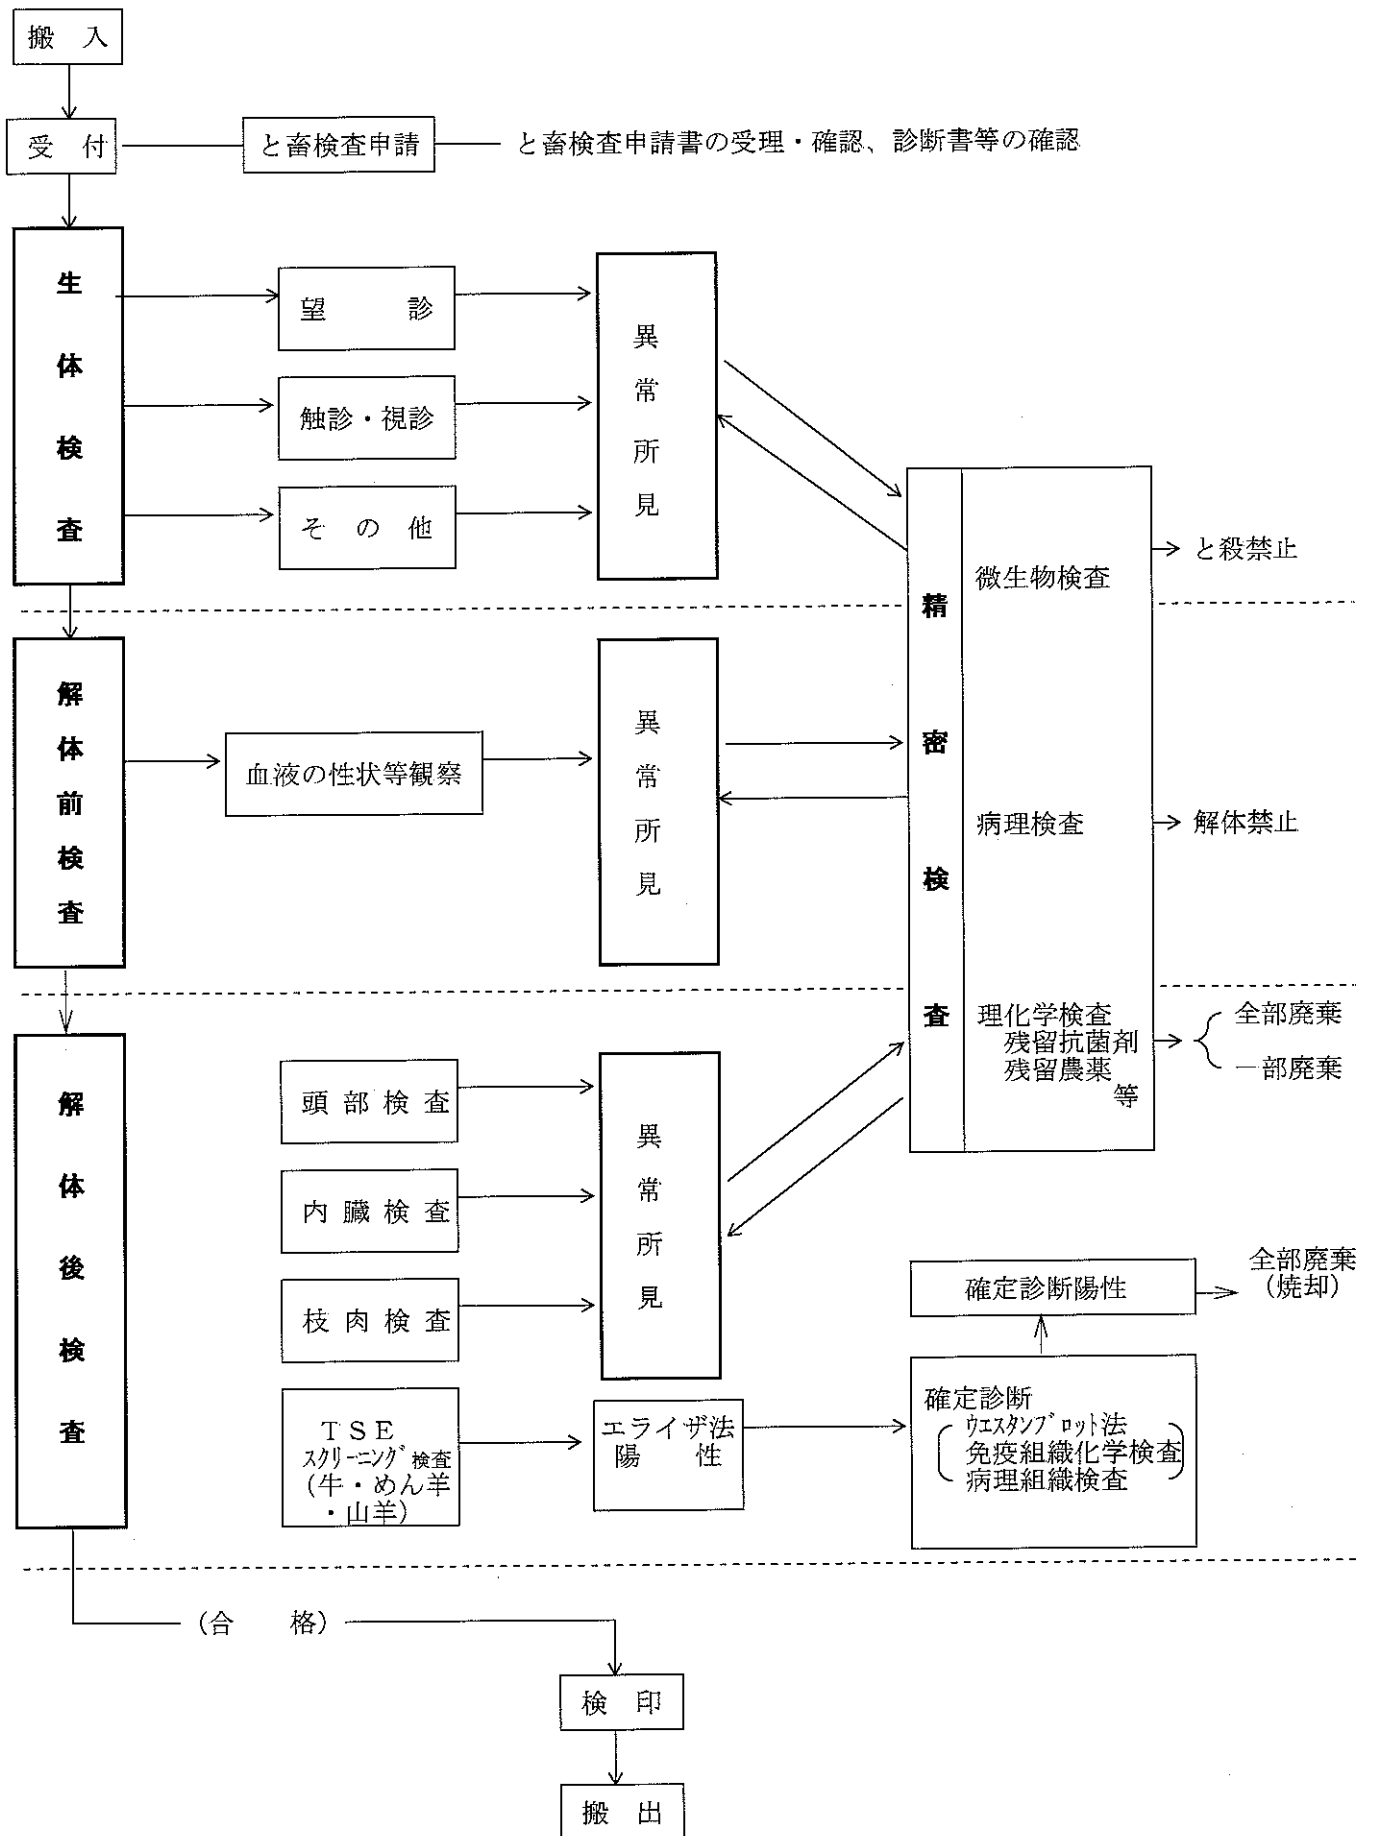 搬　入
受　付
と畜検査申請
と畜検査申請書の受理・確認、診断書等の確認
生体検査
望　　　診
触診・視診
そ　の　他
異常所見
と殺禁止
解体前検査
血液の性状等観察
異常所見
解体禁止
精密検査
微生物検査
病理検査
理化学検査
残留抗菌剤
残留農薬
等
全部廃棄
一部廃棄
解体後検査
頭部検査
内臓検査
枝肉検査
異常所見
TSE
ｽｸﾘｰﾆﾝｸﾞ検査
(牛・めん羊
・山羊)
エライザ法
陽　　性
確定診断
ｳｴｽﾀﾝﾌﾞﾛｯﾄ法
免疫組織化学検査
病理組織検査
確定診断陽性
全部廃棄
(焼却)
(合　　格)
検　印
搬　出